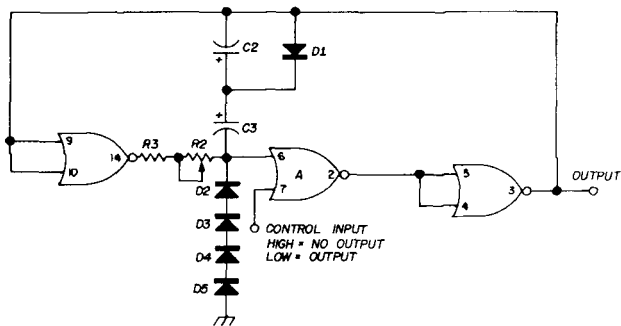 C2
D1
+
+
C3
9
10
14
R3
R2
6
7
A
2
5
4
3
OUTPUT
D2
D3
D4
D5
CONTROL INPUT
HIGH = NO OUTPUT
LOW = OUTPUT